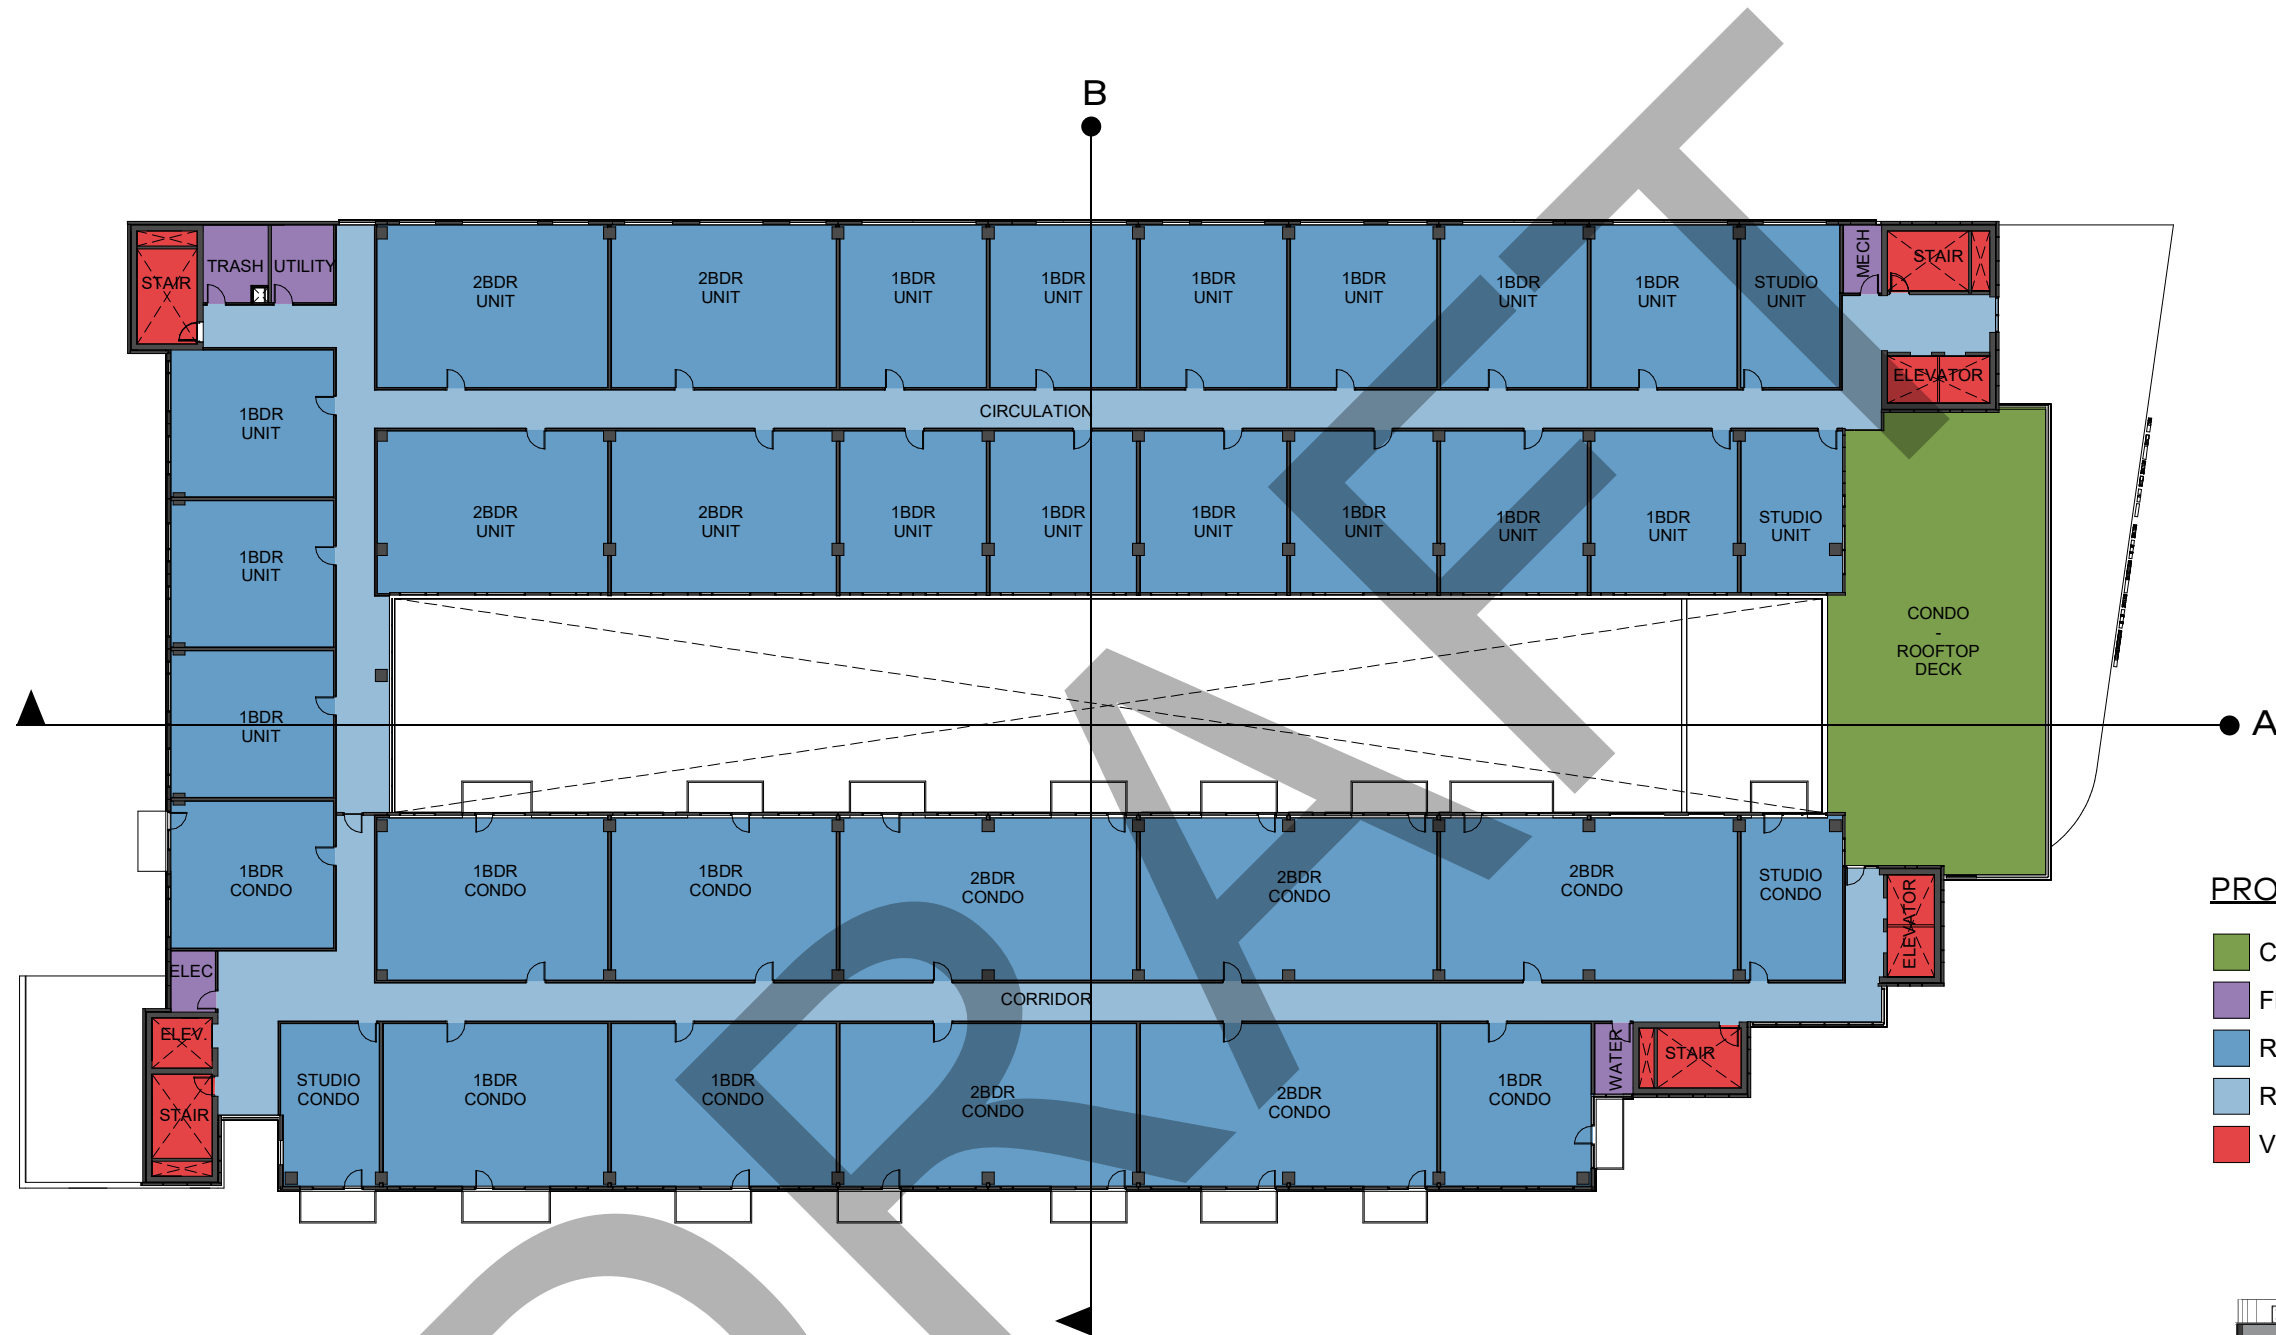 B
TRASH
UTILITY
STAIR
2BDR
UNIT
2BDR
UNIT
1BDR
UNIT
1BDR
UNIT
1BDR
UNIT
1BDR
UNIT
1BDR
UNIT
1BDR
UNIT
STUDIO
UNIT
MECH
STAIR
ELEVATOR
CIRCULATION
1BDR
UNIT
2BDR
UNIT
2BDR
UNIT
1BDR
UNIT
1BDR
UNIT
1BDR
UNIT
1BDR
UNIT
1BDR
UNIT
1BDR
UNIT
STUDIO
UNIT
1BDR
UNIT
CONDO
-
ROOFTOP
DECK
1BDR
UNIT
A
1BDR
CONDO
1BDR
CONDO
1BDR
CONDO
2BDR
CONDO
2BDR
CONDO
2BDR
CONDO
STUDIO
CONDO
ELEVATOR
ELEC
CORRIDOR
ELEV.
STAIR
STUDIO
CONDO
1BDR
CONDO
1BDR
CONDO
2BDR
CONDO
2BDR
CONDO
1BDR
CONDO
WATER
STAIR
PRO
C
F
R
R
V
DRAFT